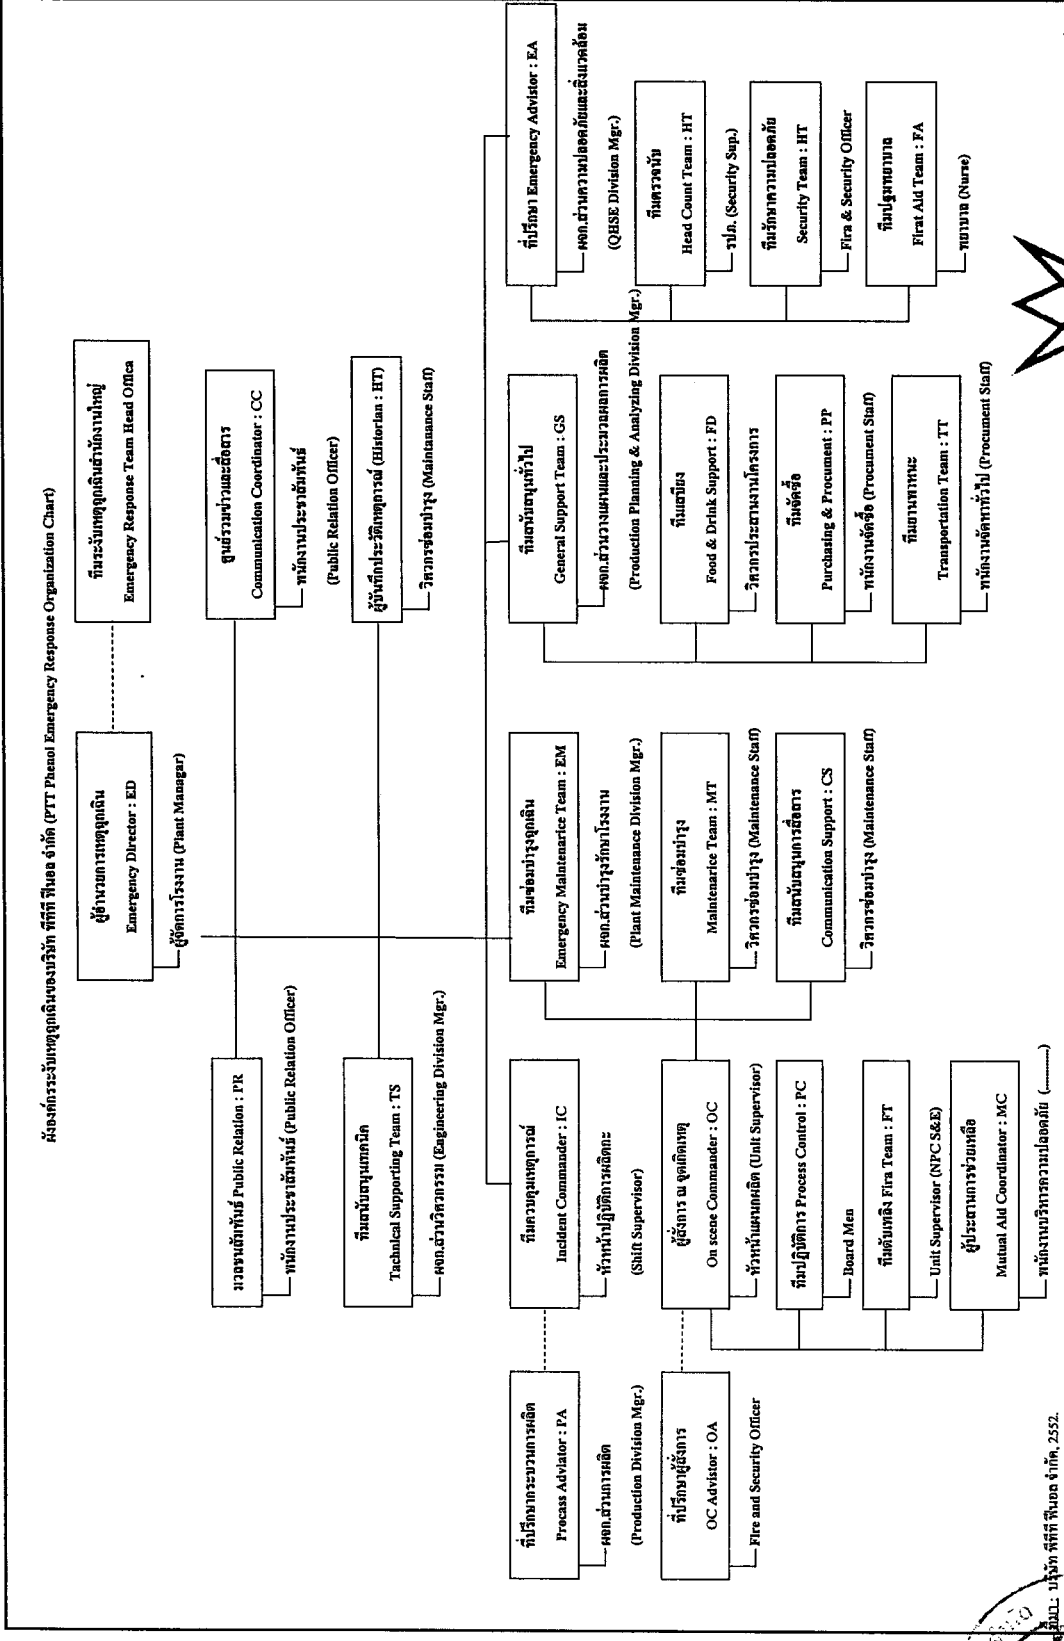 ผังองค์กรระงับเหตุฉุกเฉินของบริษัท พีทีที ฟีนอล จำกัด (PTT Phenol Emergency Response Organization Chart)
ผู้อำนวยการเหตุฉุกเฉิน
Emergency Director : ED
ผู้จัดการโรงงาน (Plant Managar)
ทีมระงับเหตุฉุกเฉินสำนักงานใหญ่
Emergency Response Team Head Offica
มวลชนสัมพันธ์ Public Relation : PR
พนักงานประชาสัมพันธ์ (Public Relation Officer)
ศูนย์รวมข่าวและสื่อสาร
Communication Coordinator : CC
พนักงานประชาสัมพันธ์
(Public Relation Officer)
ทีมสนับสนุนเทคนิค
Tachnical Supporting Team : TS
ผจก.ส่วนวิศวกรรม (Engineering Division Mgr.)
ผู้บันทึกประวัติเหตุการณ์ (Historian : HT)
วิศวกรซ่อมบำรุง (Maintanance Staff)
ที่ปรึกษากระบวนการผลิต
Procass Adviator : PA
ผจก.ส่วนการผลิต
(Production Division Mgr.)
ทีมควบคุมเหตุการณ์
Incident Commander : IC
หัวหน้าปฏิบัติการผลิตกะ
(Shift Supervisor)
ทีมซ่อมบำรุงฉุกเฉิน
Emergency Maintenarice Team : EM
ผจก.ส่วนบำรุงรักษาโรงงาน
(Plant Maintenance Division Mgr.)
ทีมสนับสนุนทั่วไป
General Support Team : GS
ผจก.ส่วนวางแผนและประมวลผลการผลิต
(Production Planning & Analyzing Division Mgr.)
ที่ปรึกษา Emergency Advistor : EA
ผจก.ส่วนความปลอดภัยและสิ่งแวดล้อม
(QHSE Division Mgr.)
ที่ปรึกษาผู้สั่งการ
OC Advistor : OA
Fire and Security Officer
ผู้สั่งการ ณ จุดเกิดเหตุ
On scene Commander : OC
หัวหน้าแผนกผลิต (Unit Supervisor)
ทีมซ่อมบำรุง
Maintenarice Team : MT
วิศวกรซ่อมบำรุง (Maintenance Staff)
ทีมเสบียง
Food & Drink Support : FD
วิศวกรประสานงานโครงการ
ทีมตรวจนับ
Head Count Team : HT
รปภ. (Security Sup.)
ทีมปฏิบัติการ Process Control : PC
Board Men
ทีมสนับสนุนการสื่อสาร
Communication Support : CS
วิศวกรซ่อมบำรุง (Maintenance Staff)
ทีมจัดซื้อ
Purchasing & Procument : PP
พนักงานจัดซื้อ (Procument Staff)
ทีมรักษาความปลอดภัย
Security Team : HT
Fira & Security Officer
ทีมดับเพลิง Fira Team : FT
Unit Supervisor (NPC S&E)
ทีมยานพาหนะ
Transportation Team : TT
พนักงานจัดหาทั่วไป (Procument Staff)
ทีมปฐมพยาบาล
Firat Ald Team : FA
พยาบาล (Nurse)
ผู้ประสานการช่วยเหลือ
Mutual Aid Coordinator : MC
พนักงานบริหารความปลอดภัย (...........)
ที่มา : บริษัท พีทีที ฟีนอล จำกัด, 2552.